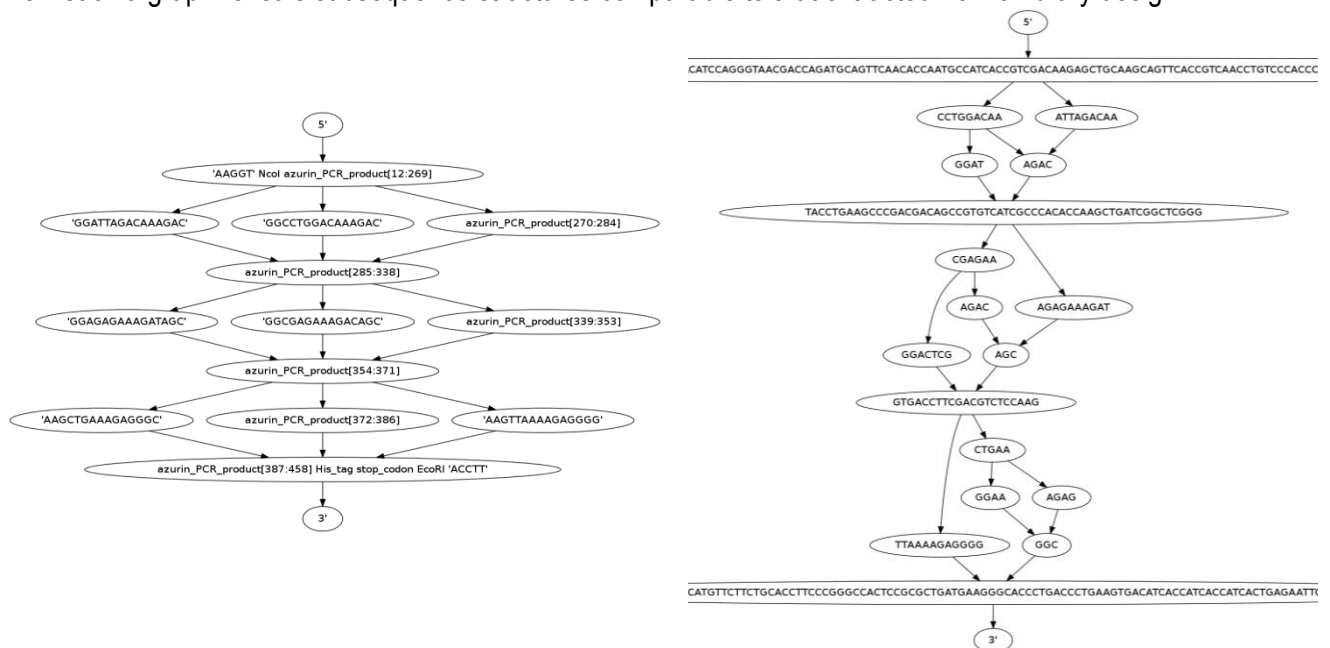 5'
'AAGGT' NcoI azurin_PCR_product[12:269]
'GGATTAGACAAAGAC' 'GGCCTGGACAAAGAC' azurin_PCR_product[270:284]
azurin_PCR_product[285:338]
'GGAGAGAAAGATAGC' 'GGCGAGAAAGACAGC' azurin_PCR_product[339:353]
azurin_PCR_product[354:371]
'AAGCTGAAAGAGGGC' azurin_PCR_product[372:386] 'AAGTTAAAAGAGGGG'
azurin_PCR_product[387:458] His_tag stop_codon EcoRI 'ACCTT'
3'
5'
CATCCAGGGTAACGACCAGATGCAGTTCAACACCAATGCCATCACCGTCGACAAGAGCTGCAAGCAGTTCACCGTCAACCTGTCCCACCC
CCTGGACAA ATTAGACAA
GGAT AGAC
TACCTGAAGCCCGACGACAGCCGTGTCATCGCCCACACCAAGCTGATCGGCTCGGG
CGAGAA
AGAC AGAGAAAGAT
GGACTCG AGC
GTGACCTTCGACGTCTCCAAG
CTGAA
GGAA AGAG
TTAAAAGAGGGG GGC
CATGTTCTTCTGCACCTTCCCGGGCCACTCCGCGCTGATGAAGGGCACCCTGACCCTGAAGTGACATCACCATCACCATCACTGAGAATTC
3'